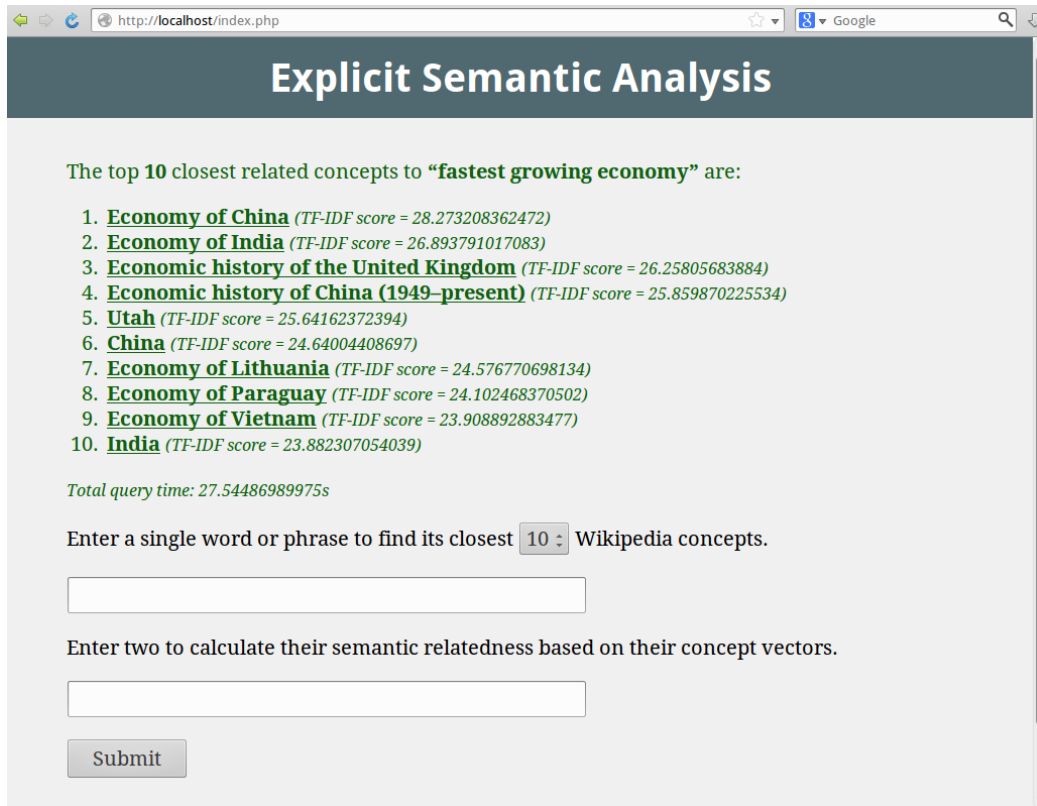 http://localhost/index.php
8 Google
Explicit Semantic Analysis
The top 10 closest related concepts to “fastest growing economy” are:
1. Economy of China (TF-IDF score = 28.273208362472)
2. Economy of India (TF-IDF score = 26.893791017083)
3. Economic history of the United Kingdom (TF-IDF score = 26.25805683884)
4. Economic history of China (1949–present) (TF-IDF score = 25.859870225534)
5. Utah (TF-IDF score = 25.64162372394)
6. China (TF-IDF score = 24.64004408697)
7. Economy of Lithuania (TF-IDF score = 24.576770698134)
8. Economy of Paraguay (TF-IDF score = 24.102468370502)
9. Economy of Vietnam (TF-IDF score = 23.908892883477)
10. India (TF-IDF score = 23.882307054039)
Total query time: 27.54486989975s
Enter a single word or phrase to find its closest 10 Wikipedia concepts.
Enter two to calculate their semantic relatedness based on their concept vectors.
Submit